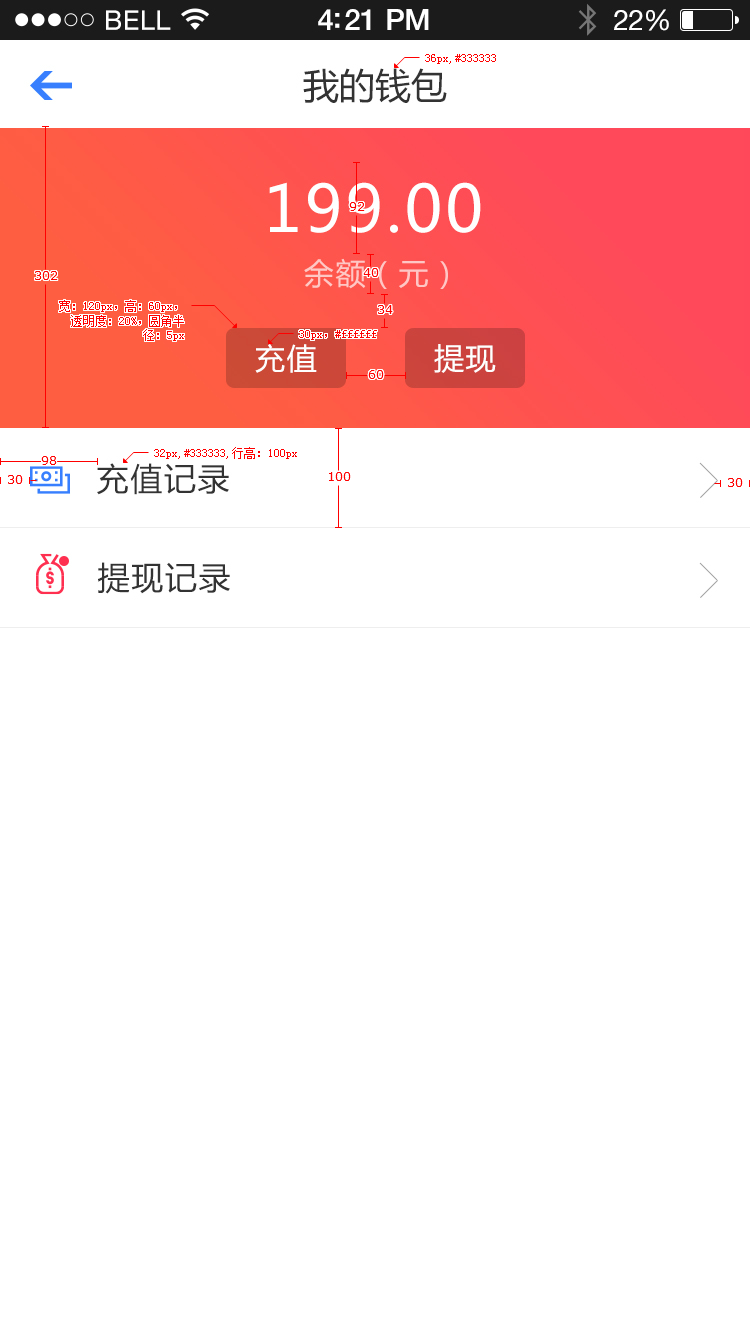 BELL 4:21 PM 22%
36px, #333333
我的钱包
199.00
92
302
40
余额（元）
34
宽：120px，高：60px，
透明度：20%，圆角半
径：5px
30px，#ffffff
充值 提现
60
32px, #333333, 行高：100px
98
30 充值记录 100 30
$ 提现记录